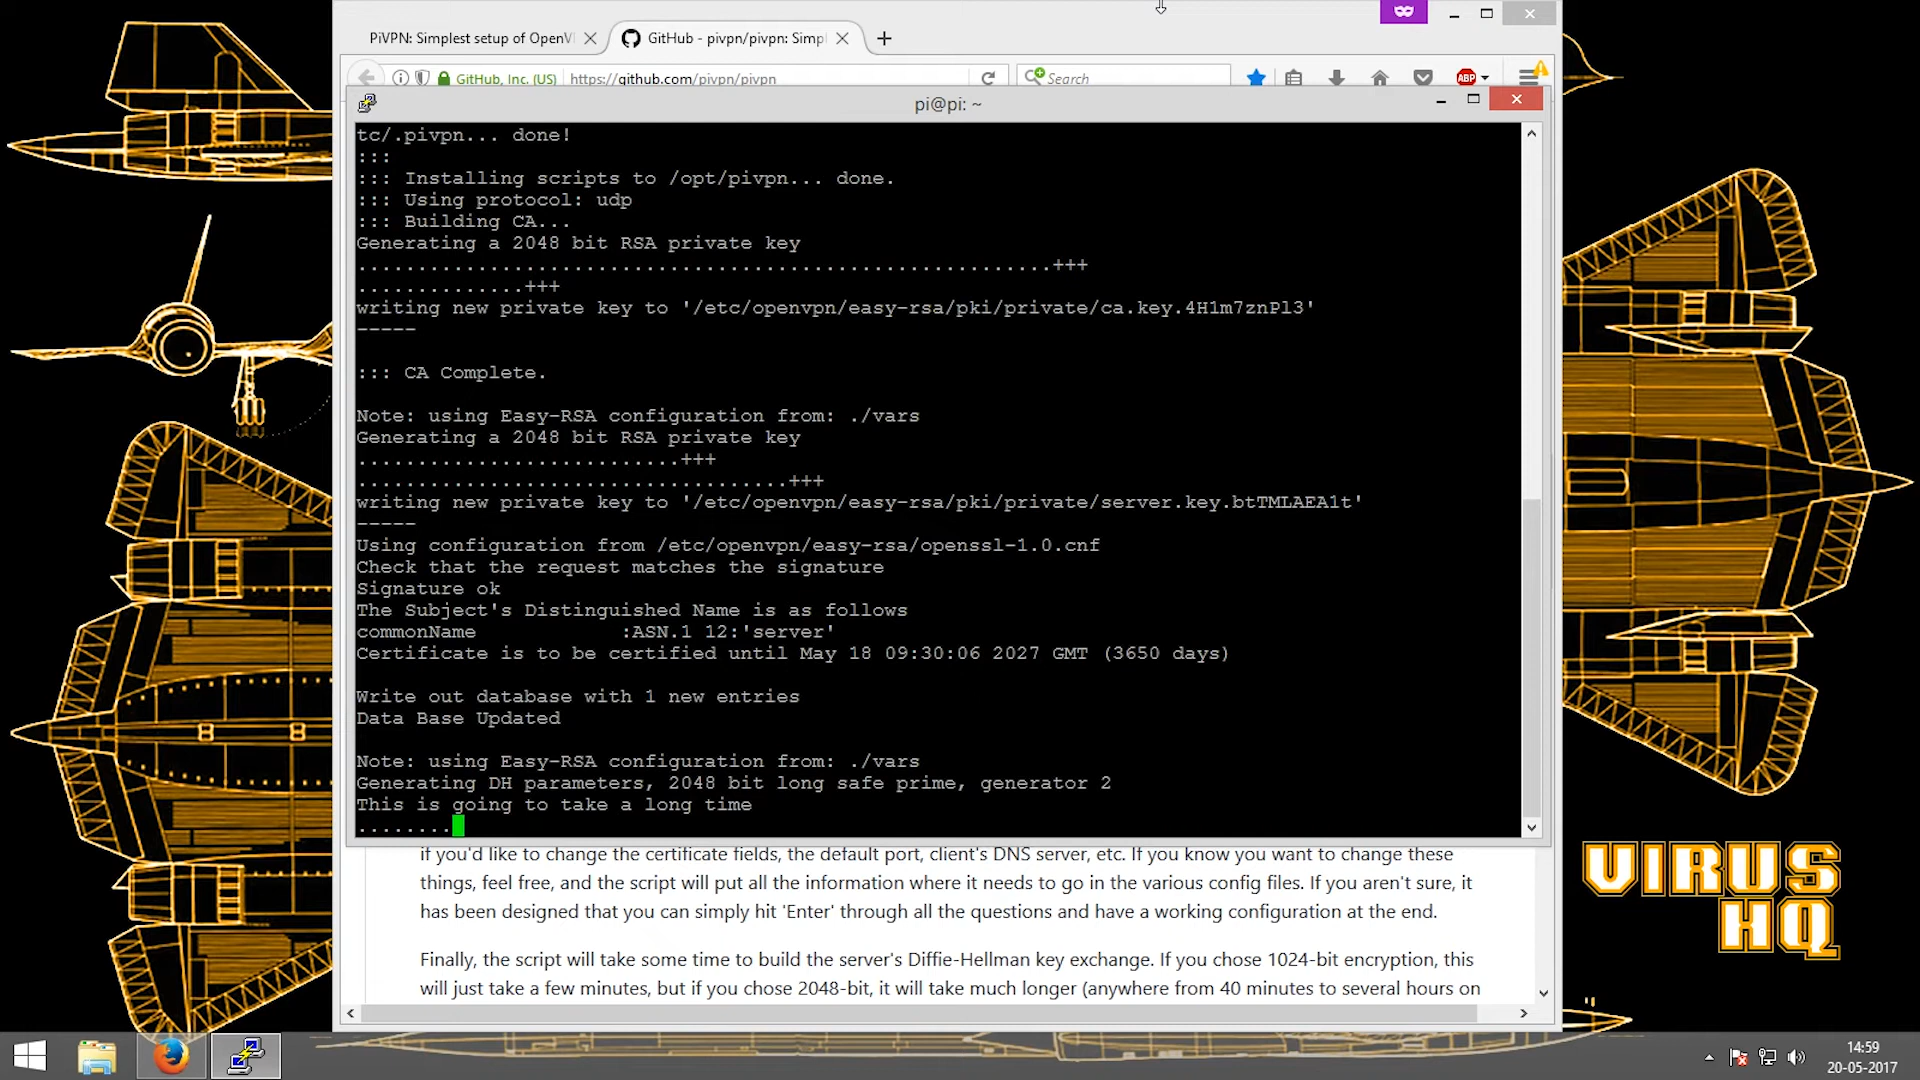 PiVPN: Simplest setup of OpenV
GitHub - pivpn/pivpn: Simpl
GitHub, Inc. (US)
https://github.com/pivpn/pivpn
Search
ABP
pi@pi: ~
tc/.pivpn... done!
:::
::: Installing scripts to /opt/pivpn... done.
::: Using protocol: udp
::: Building CA...
Generating a 2048 bit RSA private key
..........................................................+++
..............+++
writing new private key to '/etc/openvpn/easy-rsa/pki/private/ca.key.4H1m7znPl3'
-----
::: CA Complete.
Note: using Easy-RSA configuration from: ./vars
Generating a 2048 bit RSA private key
...........................+++
....................................+++
writing new private key to '/etc/openvpn/easy-rsa/pki/private/server.key.btTMLAEA1t'
-----
Using configuration from /etc/openvpn/easy-rsa/openssl-1.0.cnf
Check that the request matches the signature
Signature ok
The Subject's Distinguished Name is as follows
commonName            :ASN.1 12:'server'
Certificate is to be certified until May 18 09:30:06 2027 GMT (3650 days)
Write out database with 1 new entries
Data Base Updated
Note: using Easy-RSA configuration from: ./vars
Generating DH parameters, 2048 bit long safe prime, generator 2
This is going to take a long time
........
if you'd like to change the certificate fields, the default port, client's DNS server, etc. If you know you want to change these
things, feel free, and the script will put all the information where it needs to go in the various config files. If you aren't sure, it
has been designed that you can simply hit 'Enter' through all the questions and have a working configuration at the end.
Finally, the script will take some time to build the server's Diffie-Hellman key exchange. If you chose 1024-bit encryption, this
will just take a few minutes, but if you chose 2048-bit, it will take much longer (anywhere from 40 minutes to several hours on
VIRUS
HQ
14:59
20-05-2017